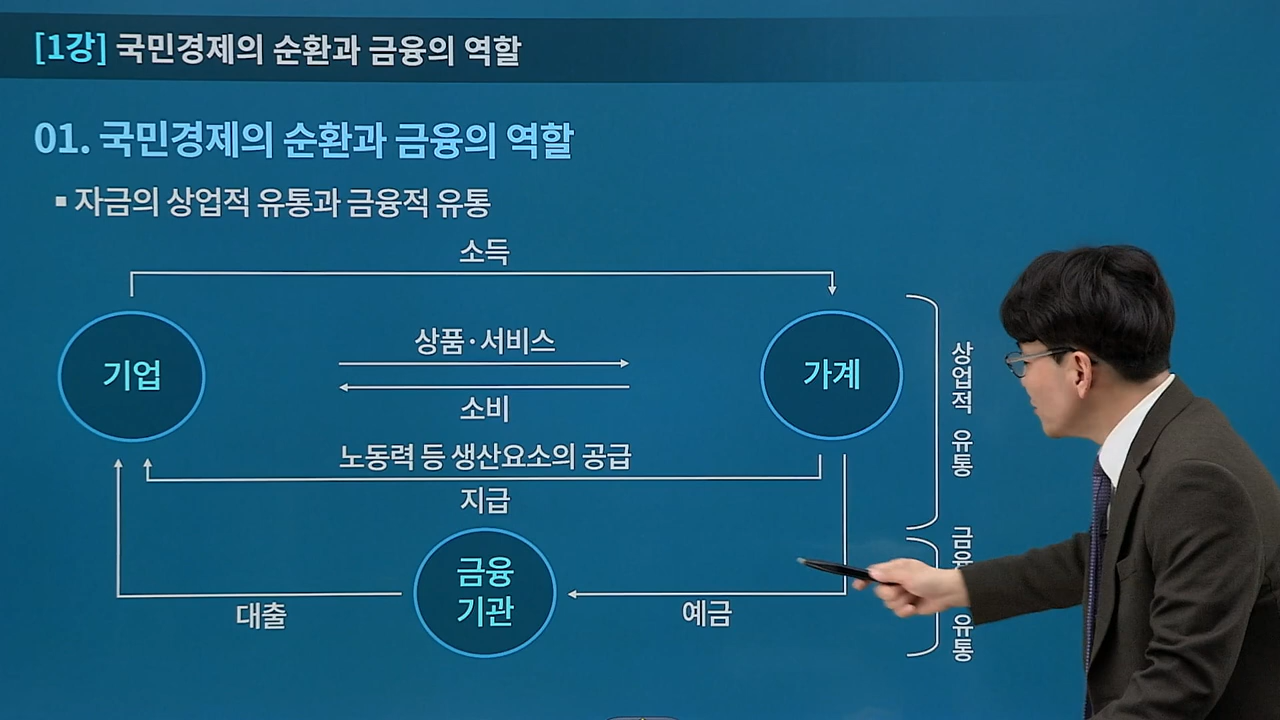 [1강] 국민경제의 순환과 금융의 역할
01. 국민경제의 순환과 금융의 역할
▪ 자금의 상업적 유통과 금융적 유통
소득
기업
상품·서비스
가계
소비
노동력 등 생산요소의 공급
지급
금융
기관
대출
예금
상업적 유통
유통